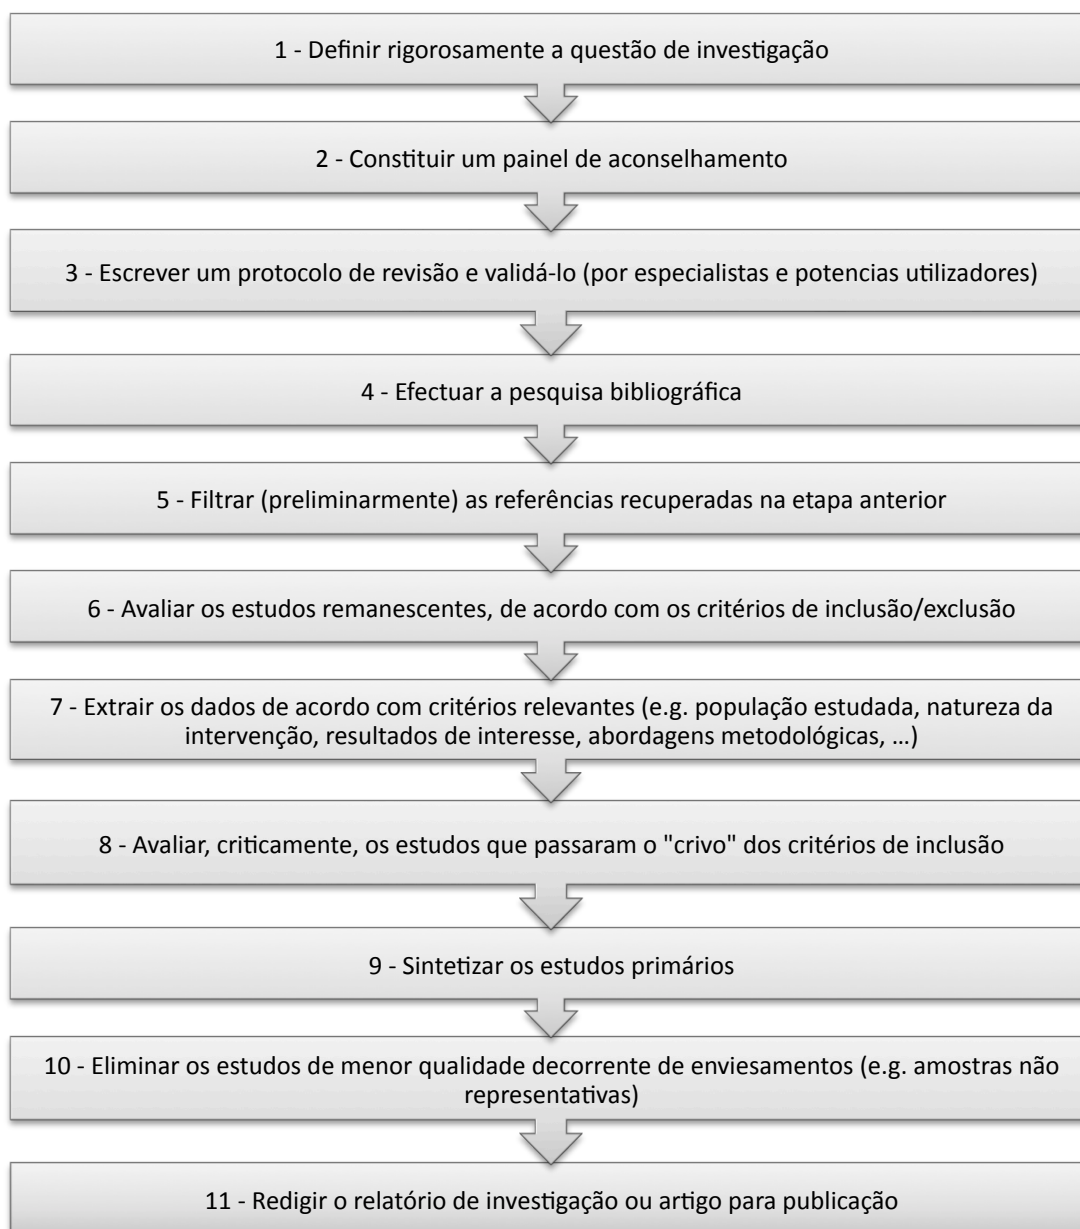 1 - Definir rigorosamente a questão de investigação
2 - Constituir um painel de aconselhamento
3 - Escrever um protocolo de revisão e validá-lo (por especialistas e potencias utilizadores)
4 - Efectuar a pesquisa bibliográfica
5 - Filtrar (preliminarmente) as referências recuperadas na etapa anterior
6 - Avaliar os estudos remanescentes, de acordo com os critérios de inclusão/exclusão
7 - Extrair os dados de acordo com critérios relevantes (e.g. população estudada, natureza da
intervenção, resultados de interesse, abordagens metodológicas, ...)
8 - Avaliar, criticamente, os estudos que passaram o "crivo" dos critérios de inclusão
9 - Sintetizar os estudos primários
10 - Eliminar os estudos de menor qualidade decorrente de enviesamentos (e.g. amostras não
representativas)
11 - Redigir o relatório de investigação ou artigo para publicação